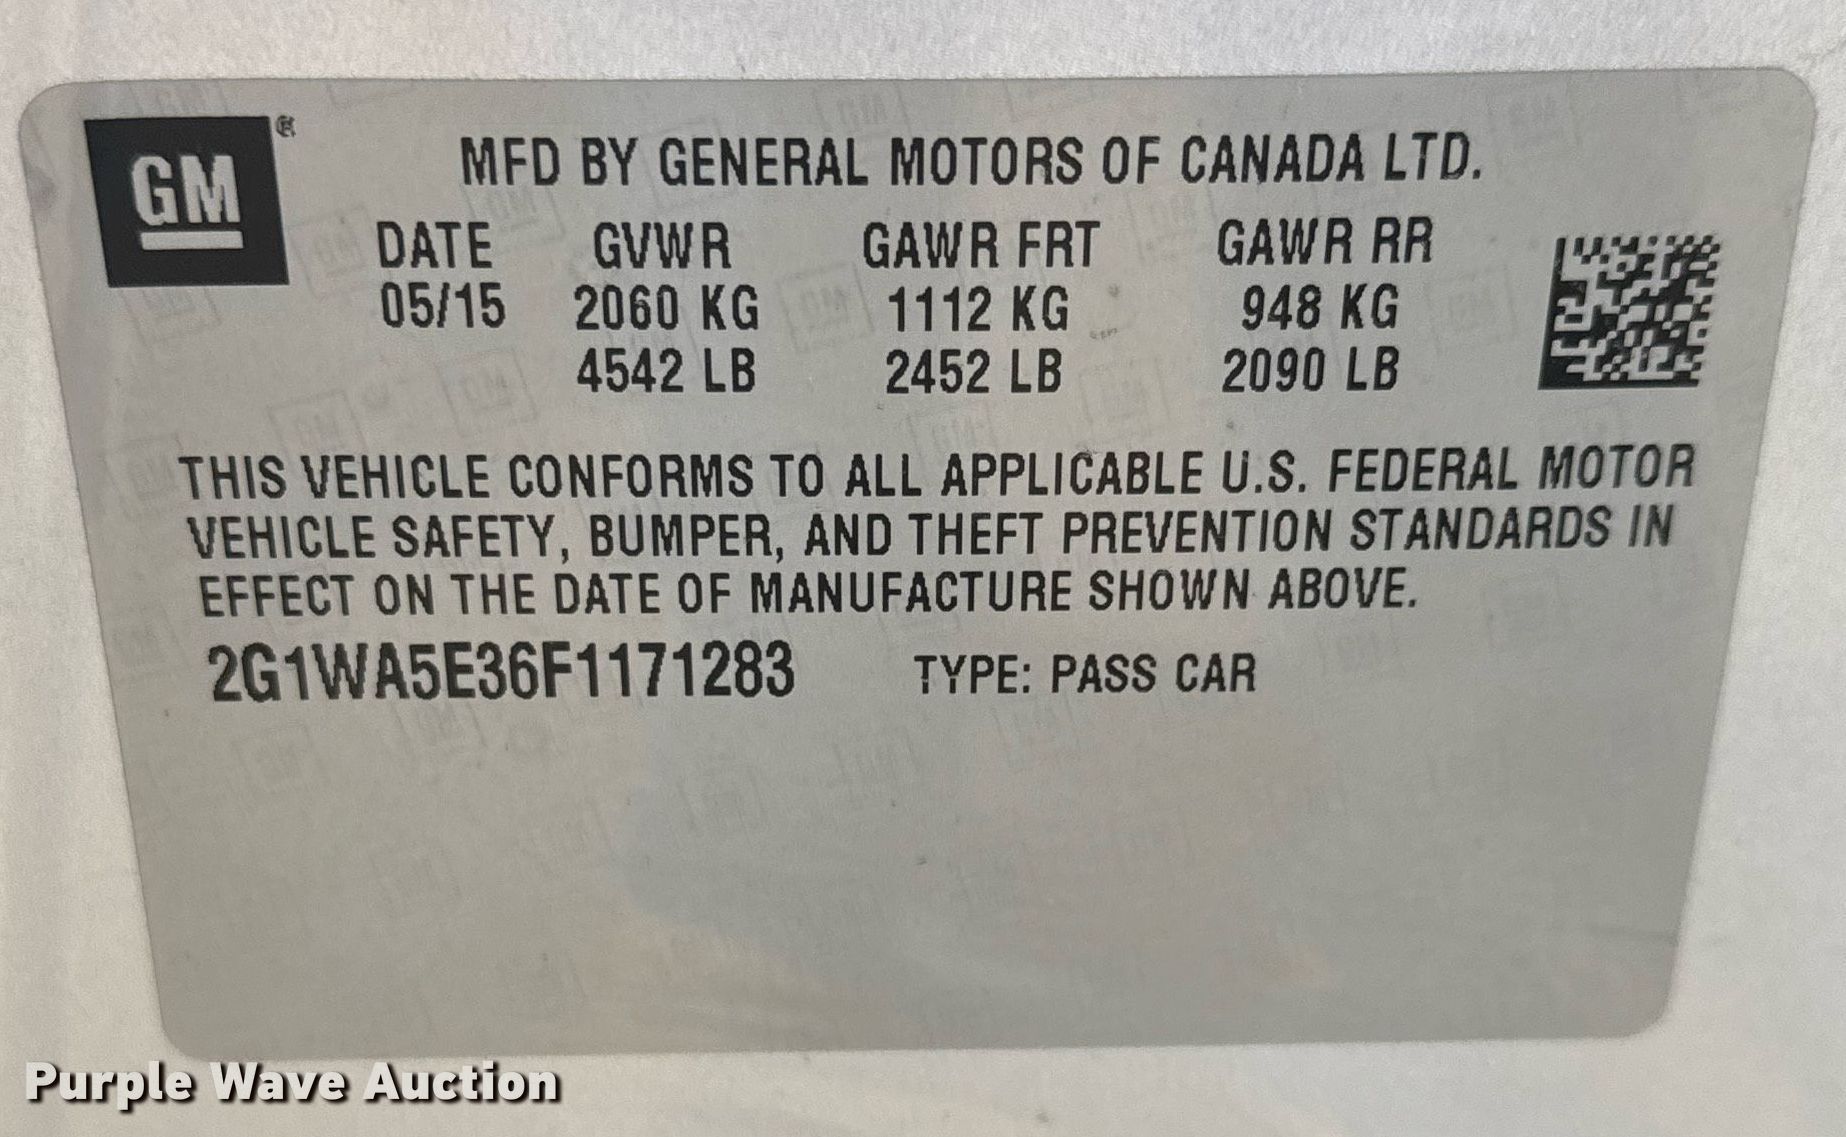 GM ®
MFD BY GENERAL MOTORS OF CANADA LTD.
DATE GVWR GAWR FRT GAWR RR
05/15 2060 KG 1112 KG 948 KG
4542 LB 2452 LB 2090 LB
THIS VEHICLE CONFORMS TO ALL APPLICABLE U.S. FEDERAL MOTOR
VEHICLE SAFETY, BUMPER, AND THEFT PREVENTION STANDARDS IN
EFFECT ON THE DATE OF MANUFACTURE SHOWN ABOVE.
2G1WA5E36F1171283 TYPE: PASS CAR
Purple Wave Auction